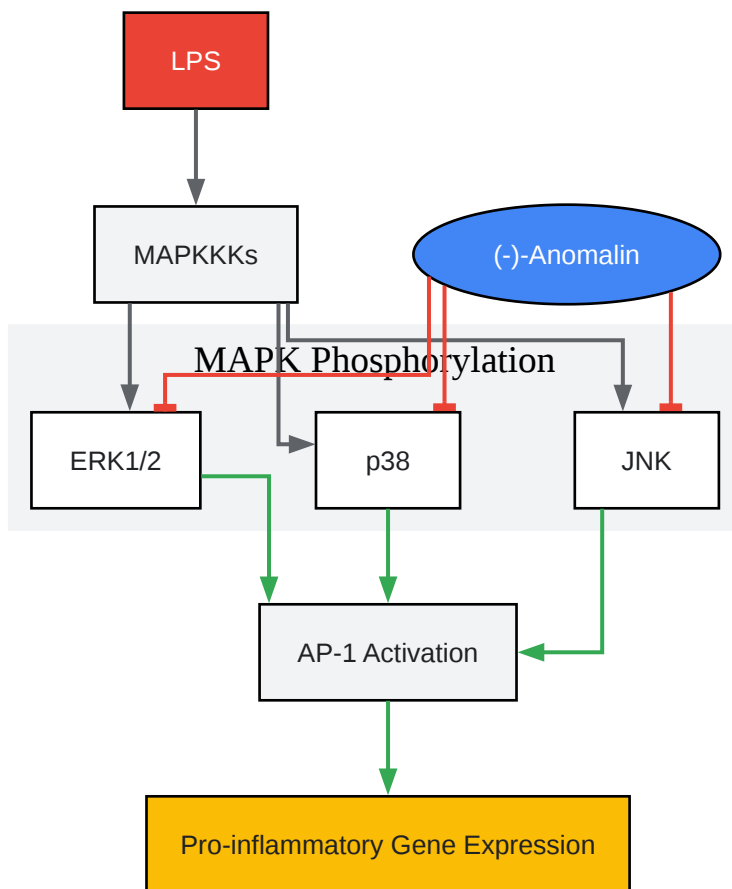 LPS
MAPKKKs
(-)-Anomalin
MAPK Phosphorylation
ERK1/2
p38
JNK
AP-1 Activation
Pro-inflammatory Gene Expression